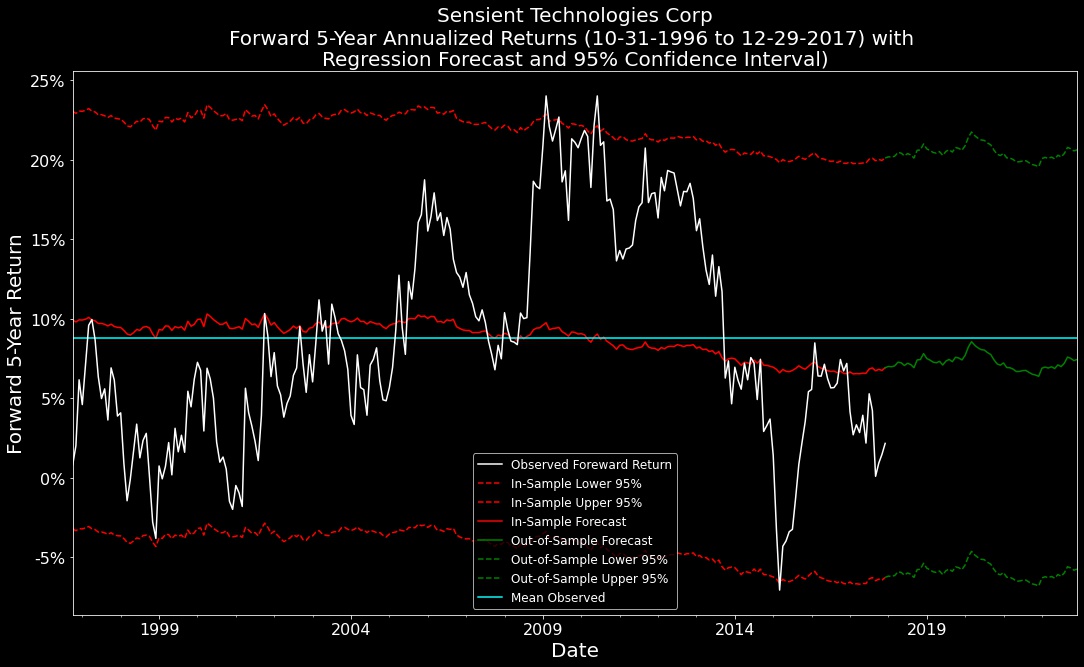 Sensient Technologies Corp
Forward 5-Year Annualized Returns (10-31-1996 to 12-29-2017) with
Regression Forecast and 95% Confidence Interval)
25%
20%
15%
10%
5%
0%
-5%
Forward 5-Year Return
Observed Foreward Return
In-Sample Lower 95%
In-Sample Upper 95%
In-Sample Forecast
Out-of-Sample Forecast
Out-of-Sample Lower 95%
Out-of-Sample Upper 95%
Mean Observed
1999
2004
2009
2014
2019
Date